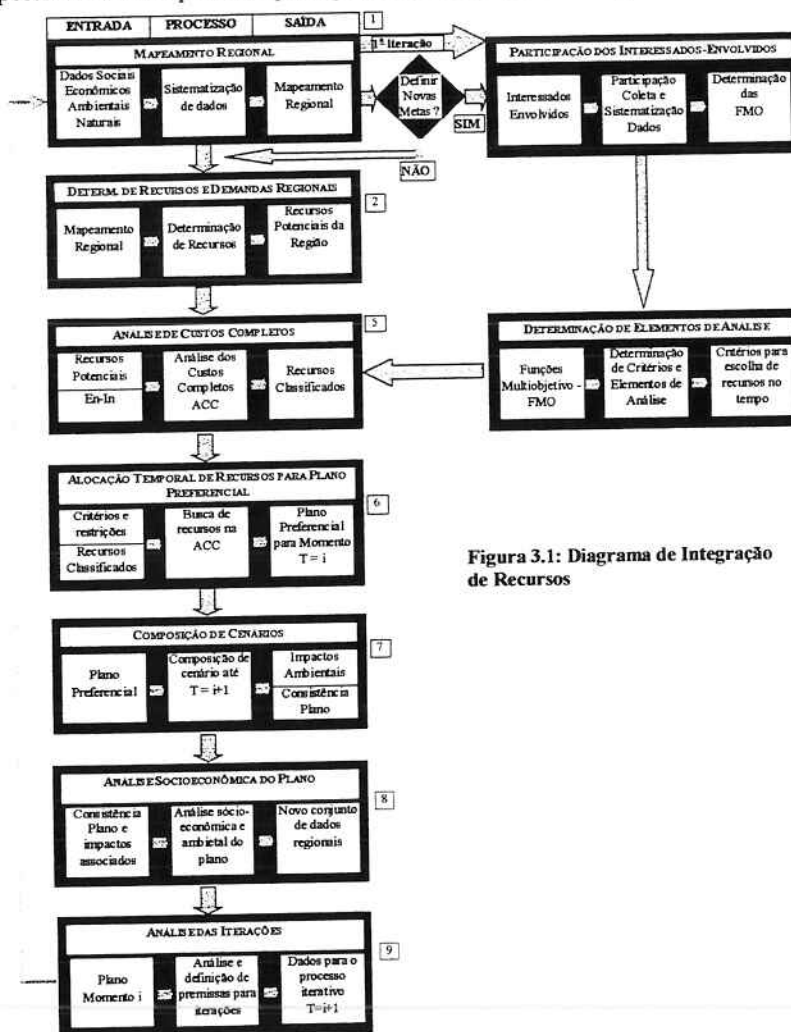 ENTRADA PROCESSO SAÍDA
1
MAPEAMENTO REGIONAL
Dados Sociais
Econômicos
Ambientais
Naturais
Sistematização
de dados
Mapeamento
Regional
1ª Iteração
Definir
Novas
Metas ?
SIM
NÃO
PARTICIPAÇÃO DOS INTERESSADOS-ENVOLVIDOS
Interessados
Envolvidos
Participação
Coleta e
Sistematização
Dados
Determinação
das
FMO
DETERM. DE RECURSOS E DEMANDAS REGIONAIS
2
Mapeamento
Regional
Determinação
de Recursos
Recursos
Potenciais da
Região
ANALISE DE CUSTOS COMPLETOS
5
Recursos
Potenciais
En-In
Análise dos
Custos
Completos
ACC
Recursos
Classificados
DETERMINAÇÃO DE ELEMENTOS DE ANALISE
Funções
Multiobjetivo -
FMO
Determinação
de Critérios e
Elementos de
Análise
Critérios para
escolha de
recursos no
tempo
ALOCAÇÃO TEMPORAL DE RECURSOS PARA PLANO
PREFERENCIAL
6
Critérios e
restrições
Recursos
Classificados
Busca de
recursos na
ACC
Plano
Preferencial
para Momento
T = i
Figura 3.1: Diagrama de Integração
de Recursos
COMPOSIÇÃO DE CENÁRIOS
7
Plano
Preferencial
Composição de
cenário até
T = i+1
Impactos
Ambientais
Consistência
Plano
ANALISE SOCIOECONÔMICA DO PLANO
8
Consistência
Plano e
impactos
associados
Análise sócio-
econômica e
ambietal do
plano
Novo conjunto
de dados
regionais
ANÁLISE DAS ITERAÇÕES
9
Plano
Momento i
Análise e
definição de
premissas para
iterações
Dados para o
processo
iterativo
T=i+1